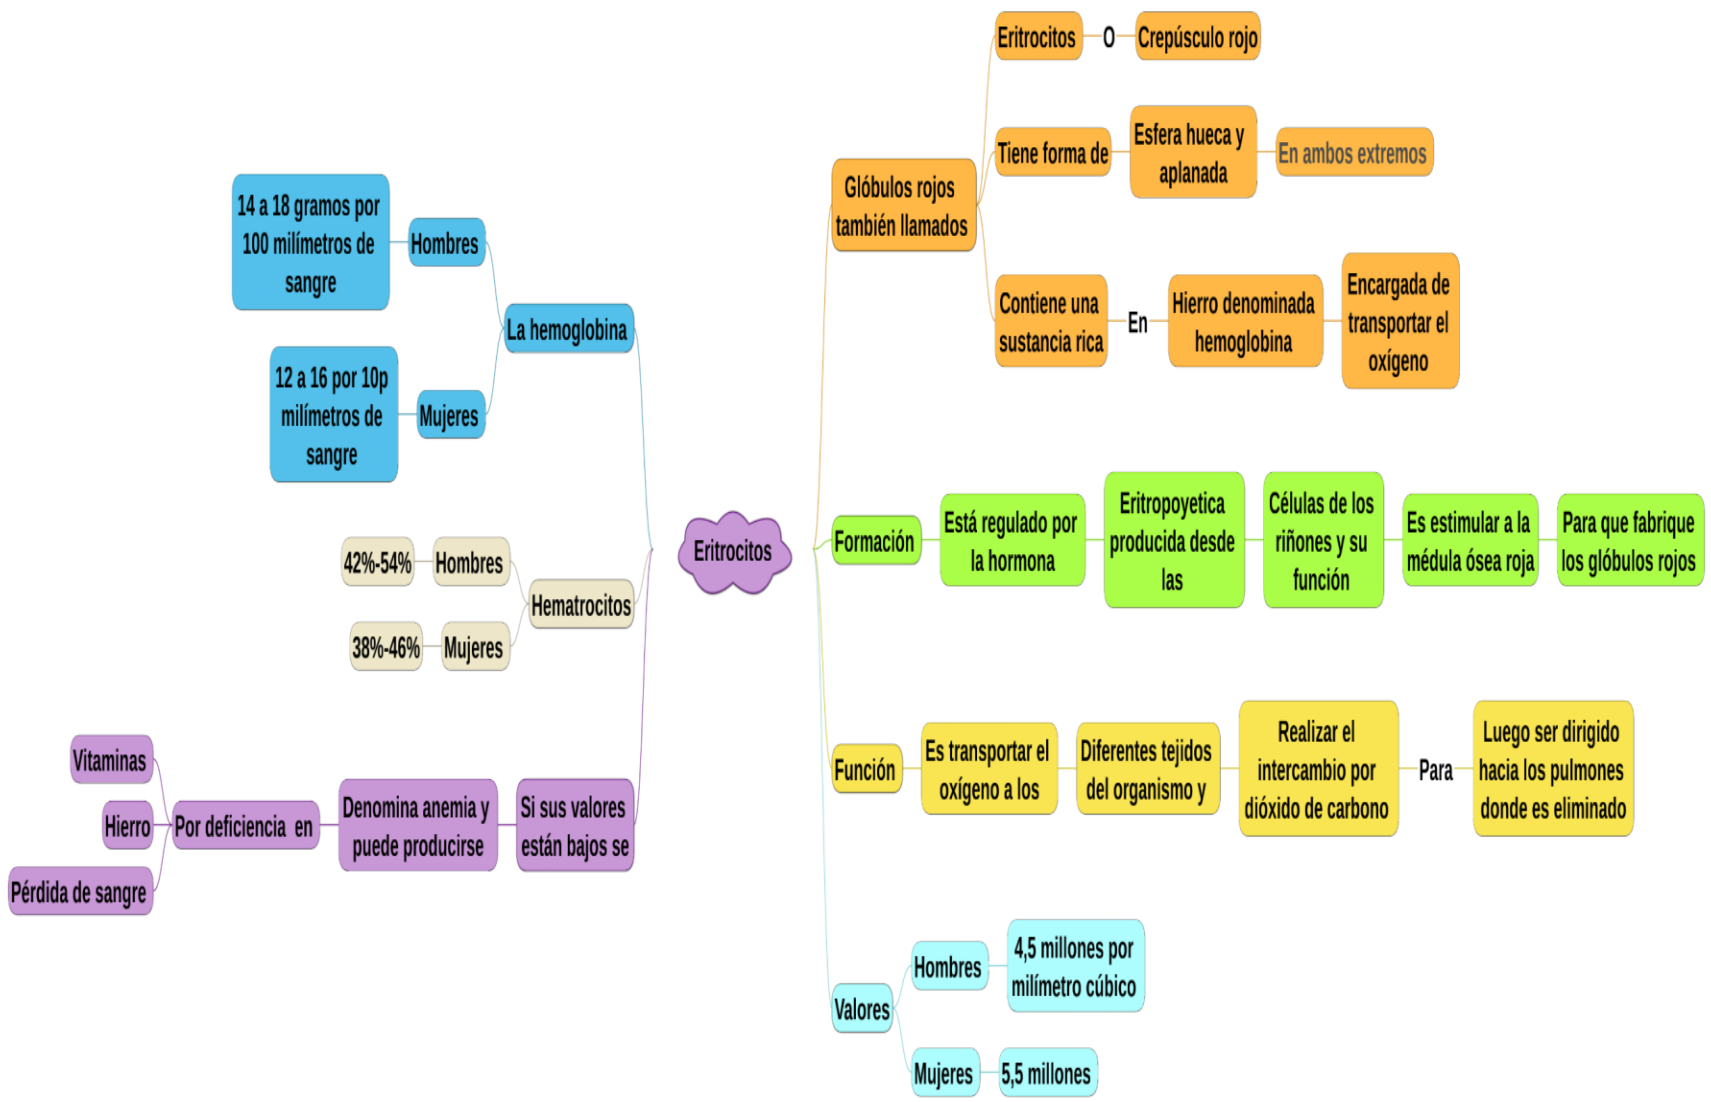 Eritrocitos
Glóbulos rojos
también llamados
Eritrocitos
O
Crepúsculo rojo
Tiene forma de
Esfera hueca y
aplanada
En ambos extremos
Contiene una
sustancia rica
En
Hierro denominada
hemoglobina
Encargada de
transportar el
oxígeno
Formación
Está regulado por
la hormona
Eritropoyetica
producida desde
las
Células de los
riñones y su
función
Es estimular a la
médula ósea roja
Para que fabrique
los glóbulos rojos
Función
Es transportar el
oxígeno a los
Diferentes tejidos
del organismo y
Realizar el
intercambio por
dióxido de carbono
Para
Luego ser dirigido
hacia los pulmones
donde es eliminado
Valores
Hombres
4,5 millones por
milímetro cúbico
Mujeres
5,5 millones
La hemoglobina
Hombres
14 a 18 gramos por
100 milímetros de
sangre
Mujeres
12 a 16 por 10p
milímetros de
sangre
Hematrocitos
Hombres
42%-54%
Mujeres
38%-46%
Si sus valores
están bajos se
Denomina anemia y
puede producirse
Por deficiencia en
Vitaminas
Hierro
Pérdida de sangre